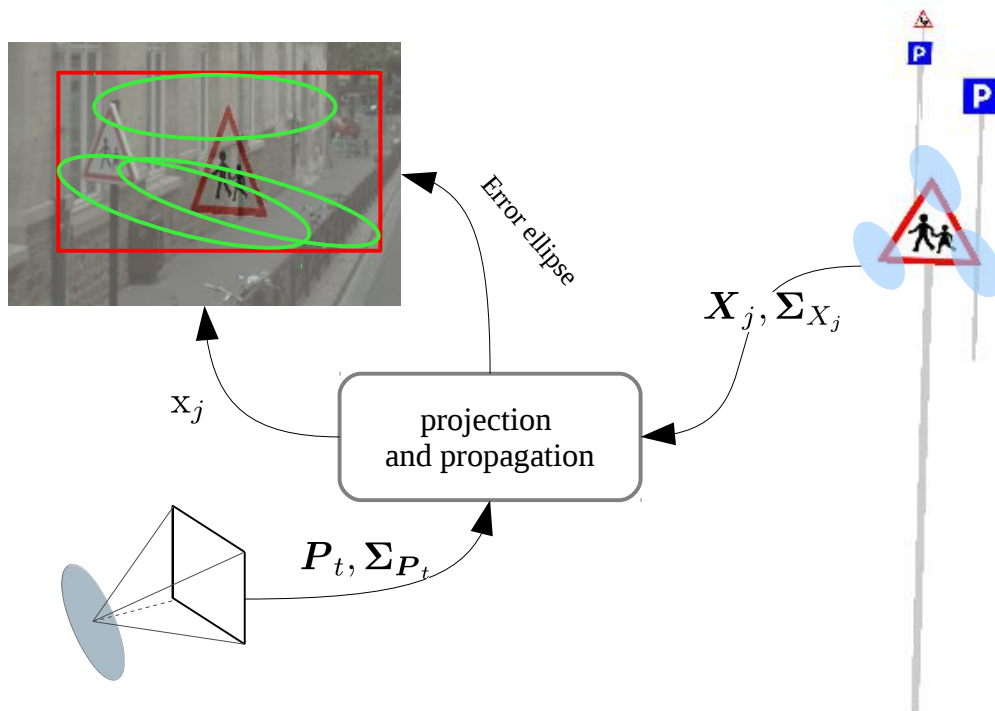 P
P
Error ellipse
𝑿_j, 𝚺_{X_j}
x_j
projection
and propagation
𝑷_t, 𝚺_{𝑷_t}